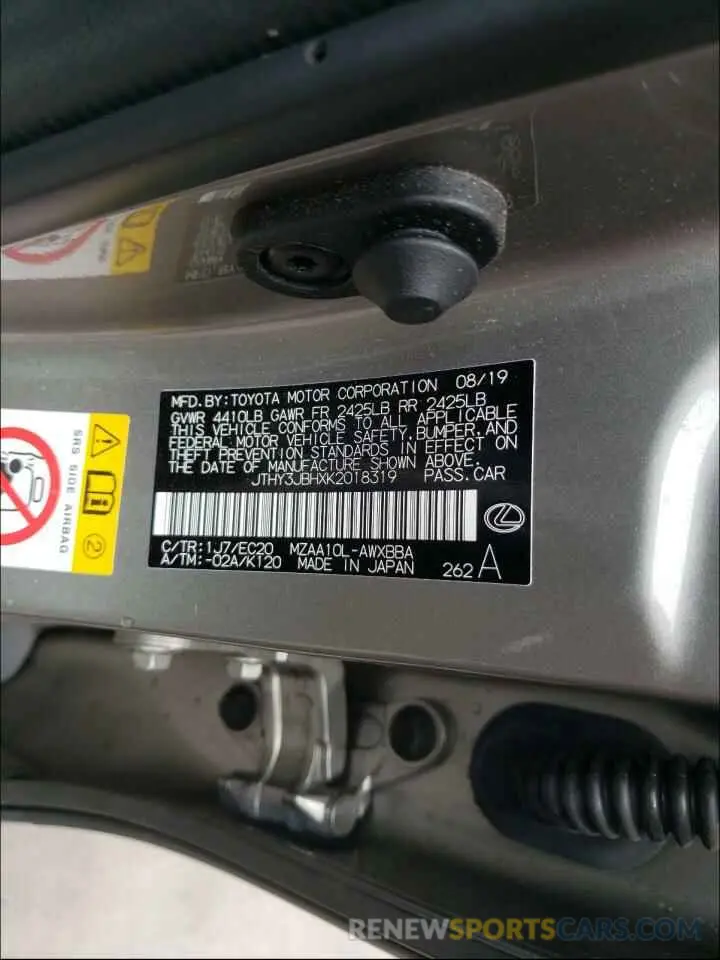 MFD.BY:TOYOTA MOTOR CORPORATION 08/19
GVWR 4410LB GAWR FR 2425LB RR 2425LB
THIS VEHICLE CONFORMS TO ALL APPLICABLE
FEDERAL MOTOR VEHICLE SAFETY,BUMPER,AND
THEFT PREVENTION STANDARDS IN EFFECT ON
THE DATE OF MANUFACTURE SHOWN ABOVE.
JTHY3JBHXK2018319 PASS.CAR
C/TR:1J7/EC20 MZAA10L-AWXBBA
A/TM:-02A/K120 MADE IN JAPAN 262 A
SRS SIDE AIRBAG
2
RENEWSPORTSCARS.COM